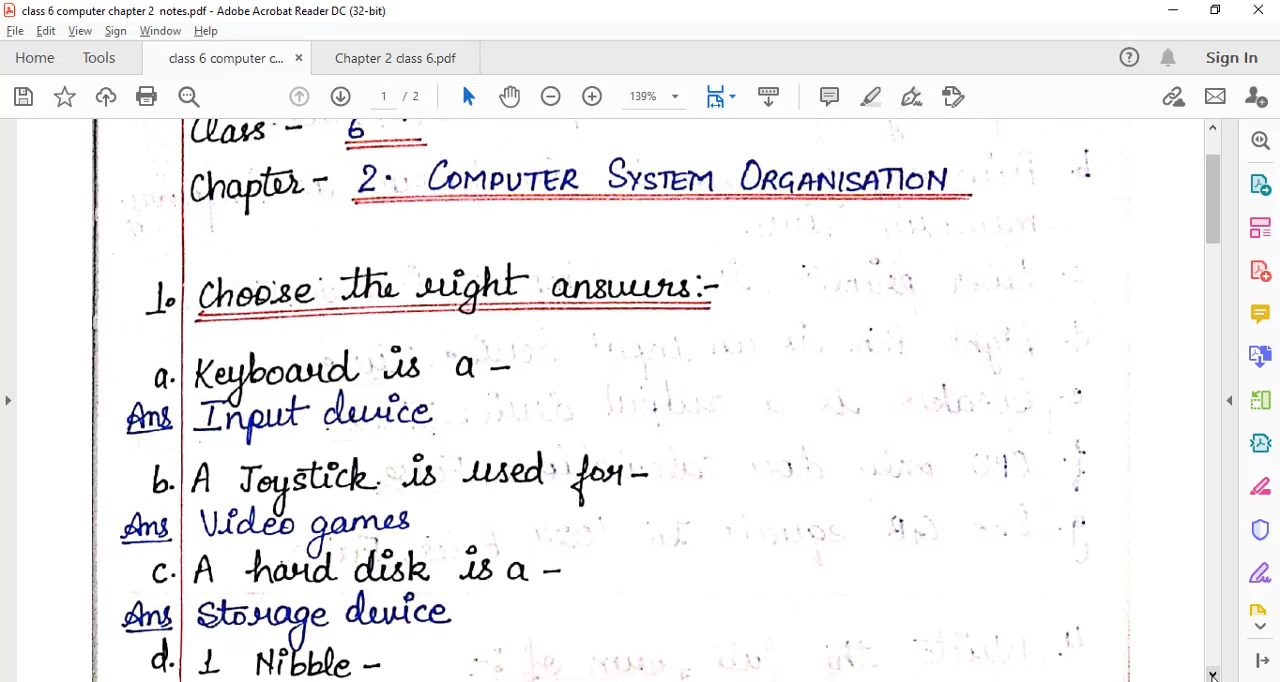 class 6 computer chapter 2 notes.pdf - Adobe Acrobat Reader DC (32-bit)
File Edit View Sign Window Help
Home Tools class 6 computer c... × Chapter 2 class 6.pdf Sign In
1 / 2 139%
Class - 6
Chapter - 2. COMPUTER SYSTEM ORGANISATION
1. Choose the right answers:-
a. Keyboard is a -
Ans Input device
b. A Joystick is used for -
Ans Video games
c. A hard disk is a -
Ans Storage device
d. 1 Nibble -